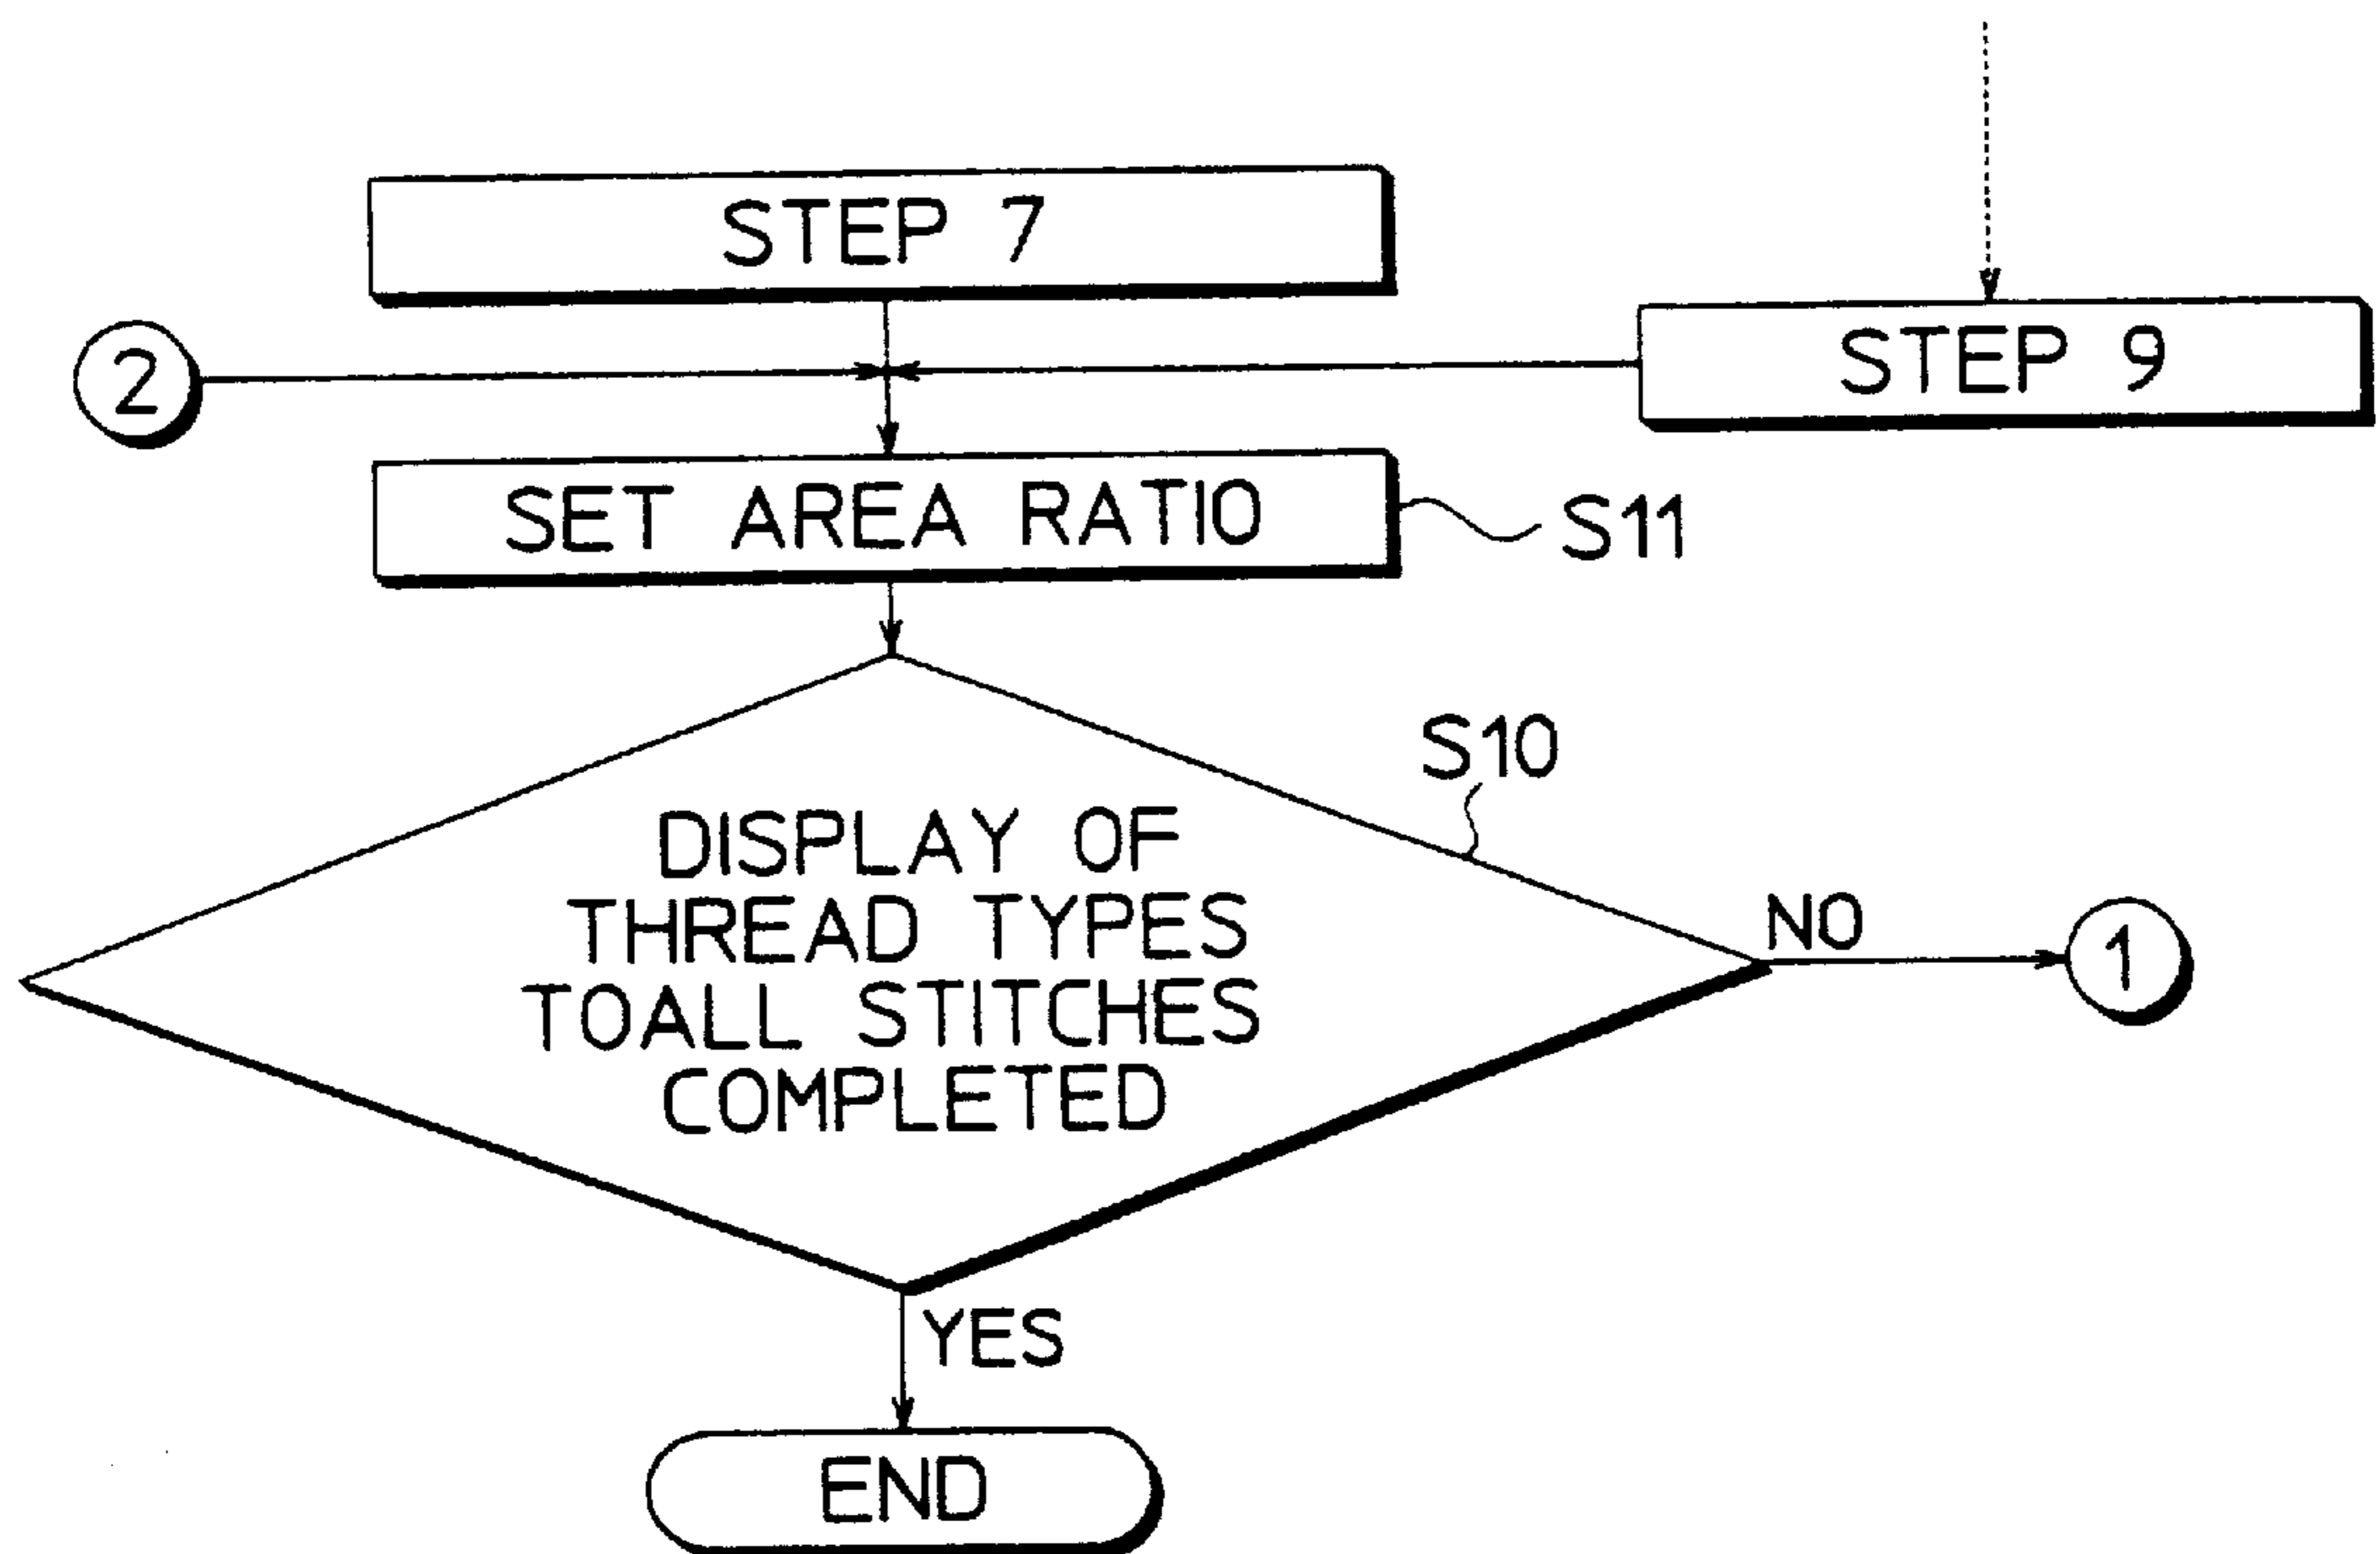 STEP 7
2
STEP 9
SET AREA RATIO
S11
S10
DISPLAY OF
THREAD TYPES
TOALL STITCHES
COMPLETED
NO
1
YES
END